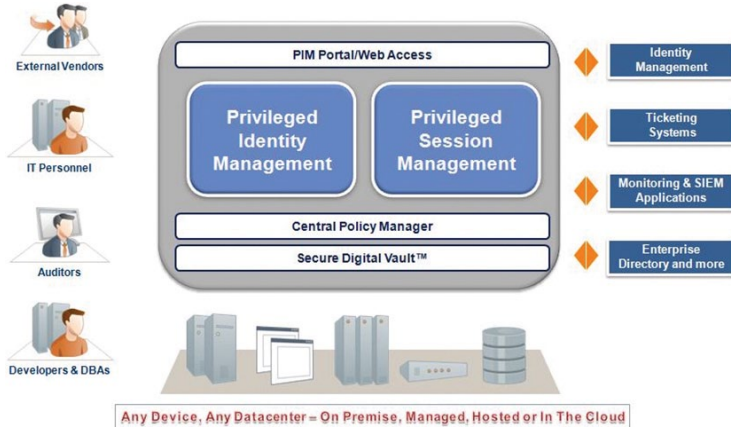 External Vendors
IT Personnel
Auditors
Developers & DBAs
PIM Portal/Web Access
Privileged
Identity
Management
Privileged
Session
Management
Central Policy Manager
Secure Digital Vault™
Identity
Management
Ticketing
Systems
Monitoring & SIEM
Applications
Enterprise
Directory and more
Any Device, Any Datacenter – On Premise, Managed, Hosted or In The Cloud